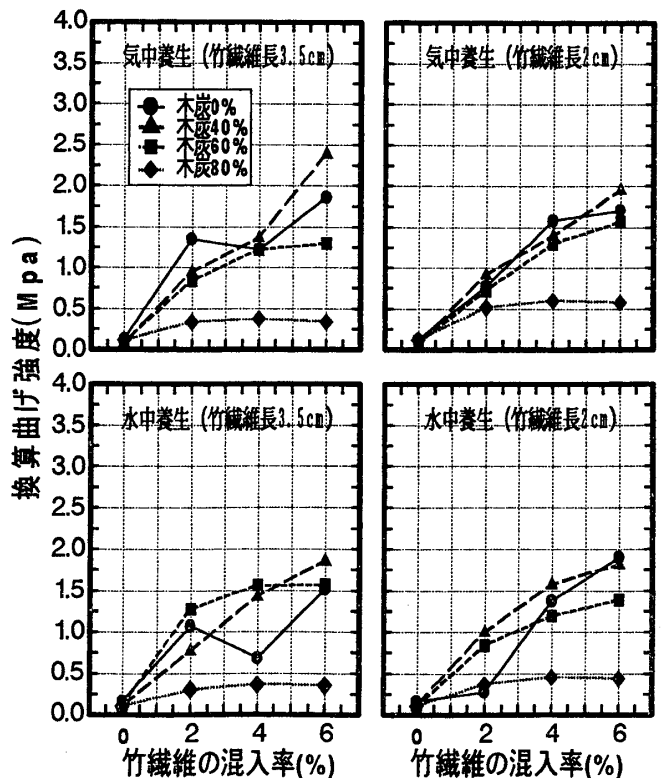 換算曲げ強度(Mpa)
気中養生 (竹繊維長3.5cm)
4.0
3.5
3.0
2.5
2.0
1.5
1.0
0.5
0.0
木炭0%
木炭40%
木炭60%
木炭80%
気中養生 (竹繊維長2cm)
水中養生 (竹繊維長3.5cm)
4.0
3.5
3.0
2.5
2.0
1.5
1.0
0.5
0.0
0 2 4 6
竹繊維の混入率(%)
水中養生 (竹繊維長2cm)
0 2 4 6
竹繊維の混入率(%)